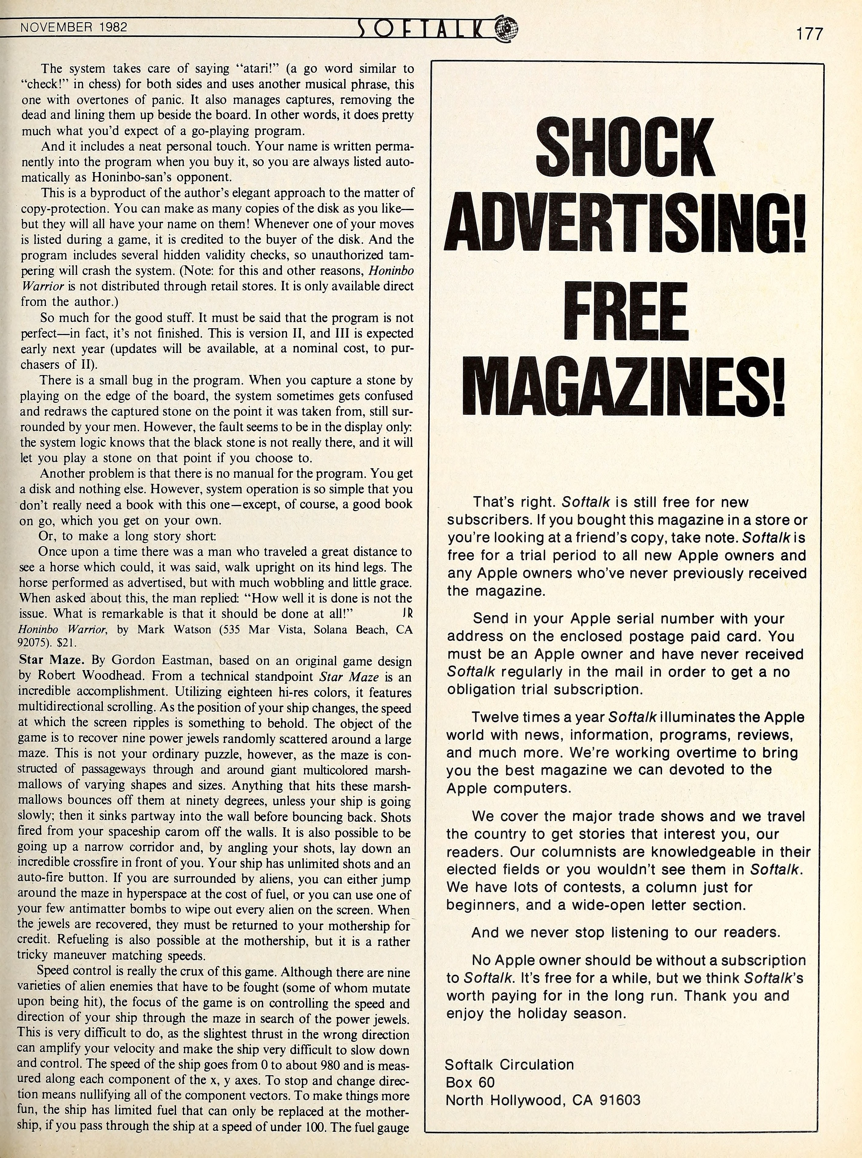 NOVEMBER 1982
SOFTALK
177
The system takes care of saying “atari!” (a go word similar to
“check!” in chess) for both sides and uses another musical phrase, this
one with overtones of panic. It also manages captures, removing the
dead and lining them up beside the board. In other words, it does pretty
much what you’d expect of a go-playing program.
And it includes a neat personal touch. Your name is written perma-
nently into the program when you buy it, so you are always listed auto-
matically as Honinbo-san’s opponent.
This is a byproduct of the author’s elegant approach to the matter of
copy-protection. You can make as many copies of the disk as you like—
but they will all have your name on them! Whenever one of your moves
is listed during a game, it is credited to the buyer of the disk. And the
program includes several hidden validity checks, so unauthorized tam-
pering will crash the system. (Note: for this and other reasons, Honinbo
Warrior is not distributed through retail stores. It is only available direct
from the author.)
So much for the good stuff. It must be said that the program is not
perfect—in fact, it’s not finished. This is version II, and III is expected
early next year (updates will be available, at a nominal cost, to pur-
chasers of II).
There is a small bug in the program. When you capture a stone by
playing on the edge of the board, the system sometimes gets confused
and redraws the captured stone on the point it was taken from, still sur-
rounded by your men. However, the fault seems to be in the display only:
the system logic knows that the black stone is not really there, and it will
let you play a stone on that point if you choose to.
Another problem is that there is no manual for the program. You get
a disk and nothing else. However, system operation is so simple that you
don’t really need a book with this one—except, of course, a good book
on go, which you get on your own.
Or, to make a long story short:
Once upon a time there was a man who traveled a great distance to
see a horse which could, it was said, walk upright on its hind legs. The
horse performed as advertised, but with much wobbling and little grace.
When asked about this, the man replied: “How well it is done is not the
issue. What is remarkable is that it should be done at all!” JR
Honinbo Warrior, by Mark Watson (535 Mar Vista, Solana Beach, CA
92075). $21.
Star Maze. By Gordon Eastman, based on an original game design
by Robert Woodhead. From a technical standpoint Star Maze is an
incredible accomplishment. Utilizing eighteen hi-res colors, it features
multidirectional scrolling. As the position of your ship changes, the speed
at which the screen ripples is something to behold. The object of the
game is to recover nine power jewels randomly scattered around a large
maze. This is not your ordinary puzzle, however, as the maze is con-
structed of passageways through and around giant multicolored marsh-
mallows of varying shapes and sizes. Anything that hits these marsh-
mallows bounces off them at ninety degrees, unless your ship is going
slowly; then it sinks partway into the wall before bouncing back. Shots
fired from your spaceship carom off the walls. It is also possible to be
going up a narrow corridor and, by angling your shots, lay down an
incredible crossfire in front of you. Your ship has unlimited shots and an
auto-fire button. If you are surrounded by aliens, you can either jump
around the maze in hyperspace at the cost of fuel, or you can use one of
your few antimatter bombs to wipe out every alien on the screen. When
the jewels are recovered, they must be returned to your mothership for
credit. Refueling is also possible at the mothership, but it is a rather
tricky maneuver matching speeds.
Speed control is really the crux of this game. Although there are nine
varieties of alien enemies that have to be fought (some of whom mutate
upon being hit), the focus of the game is on controlling the speed and
direction of your ship through the maze in search of the power jewels.
This is very difficult to do, as the slightest thrust in the wrong direction
can amplify your velocity and make the ship very difficult to slow down
and control. The speed of the ship goes from 0 to about 980 and is meas-
ured along each component of the x, y axes. To stop and change direc-
tion means nullifying all of the component vectors. To make things more
fun, the ship has limited fuel that can only be replaced at the mother-
ship, if you pass through the ship at a speed of under 100. The fuel gauge
SHOCK
ADVERTISING!
FREE
MAGAZINES!
That’s right. Softalk is still free for new
subscribers. If you bought this magazine in a store or
you’re looking at a friend’s copy, take note. Softalk is
free for a trial period to all new Apple owners and
any Apple owners who’ve never previously received
the magazine.
Send in your Apple serial number with your
address on the enclosed postage paid card. You
must be an Apple owner and have never received
Softalk regularly in the mail in order to get a no
obligation trial subscription.
Twelve times a year Softalk illuminates the Apple
world with news, information, programs, reviews,
and much more. We’re working overtime to bring
you the best magazine we can devoted to the
Apple computers.
We cover the major trade shows and we travel
the country to get stories that interest you, our
readers. Our columnists are knowledgeable in their
elected fields or you wouldn’t see them in Softalk.
We have lots of contests, a column just for
beginners, and a wide-open letter section.
And we never stop listening to our readers.
No Apple owner should be without a subscription
to Softalk. It’s free for a while, but we think Softalk’s
worth paying for in the long run. Thank you and
enjoy the holiday season.
Softalk Circulation
Box 60
North Hollywood, CA 91603